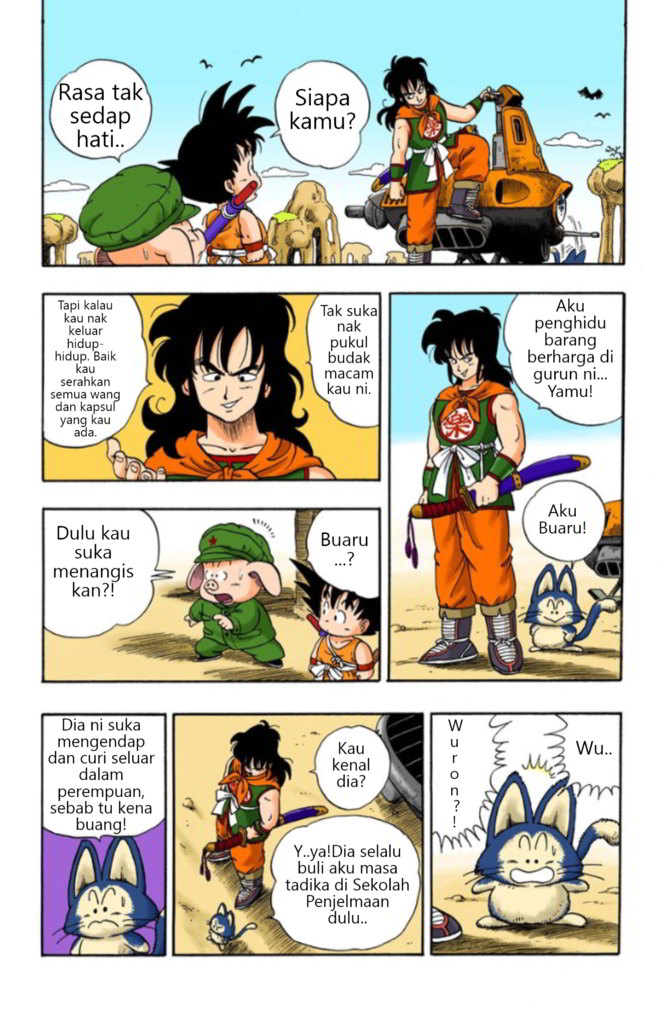 Siapa
kamu?
Rasa tak
sedap
hati..
Aku
penghidu
barang
berharga di
gurun ni...
Yamu!
樂
Aku
Buaru!
Tak suka
nak
pukul
budak
macam
kau ni.
Tapi kalau
kau nak
keluar
hidup-
hidup. Baik
kau
serahkan
semua wang
dan kapsul
yang kau
ada.
Buaru
...?
Dulu kau
suka
menangis
kan?!
Wu..
Wuron?!
Kau
kenal
dia?
Y..ya!Dia selalu
buli aku masa
tadika di Sekolah
Penjelmaan
dulu..
Dia ni suka
mengendap
dan curi seluar
dalam
perempuan,
sebab tu kena
buang!